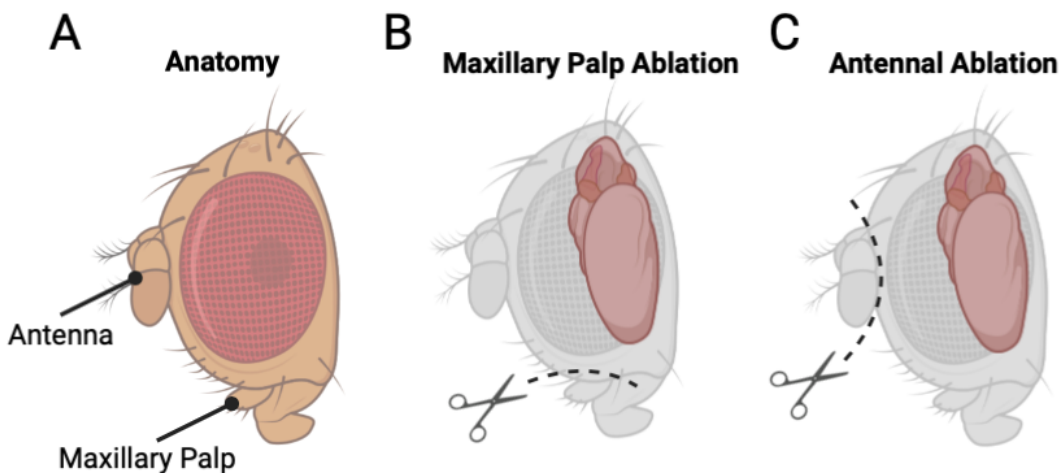 A
Anatomy
Antenna
Maxillary Palp
B
Maxillary Palp Ablation
C
Antennal Ablation